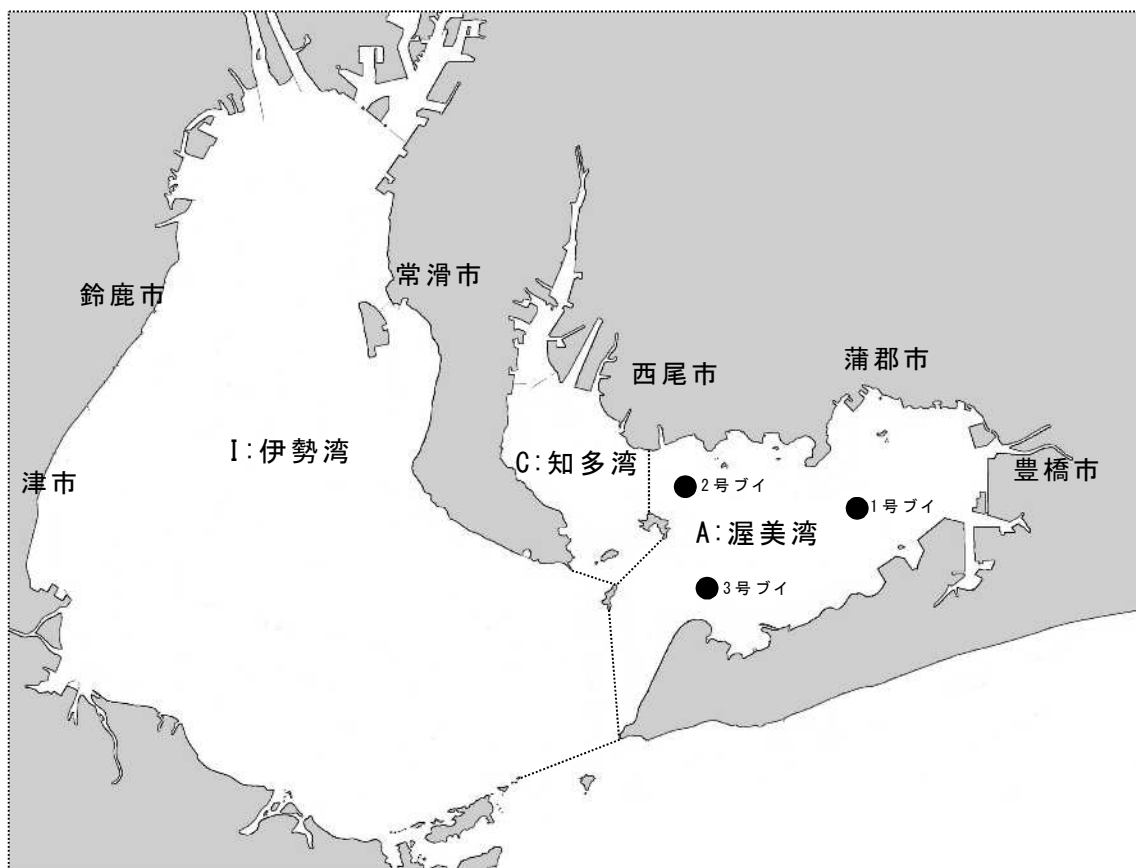 常滑市
鈴鹿市
蒲郡市
西尾市
I:伊勢湾
C:知多湾
豊橋市
津市
2号ブイ
1号ブイ
A:渥美湾
3号ブイ